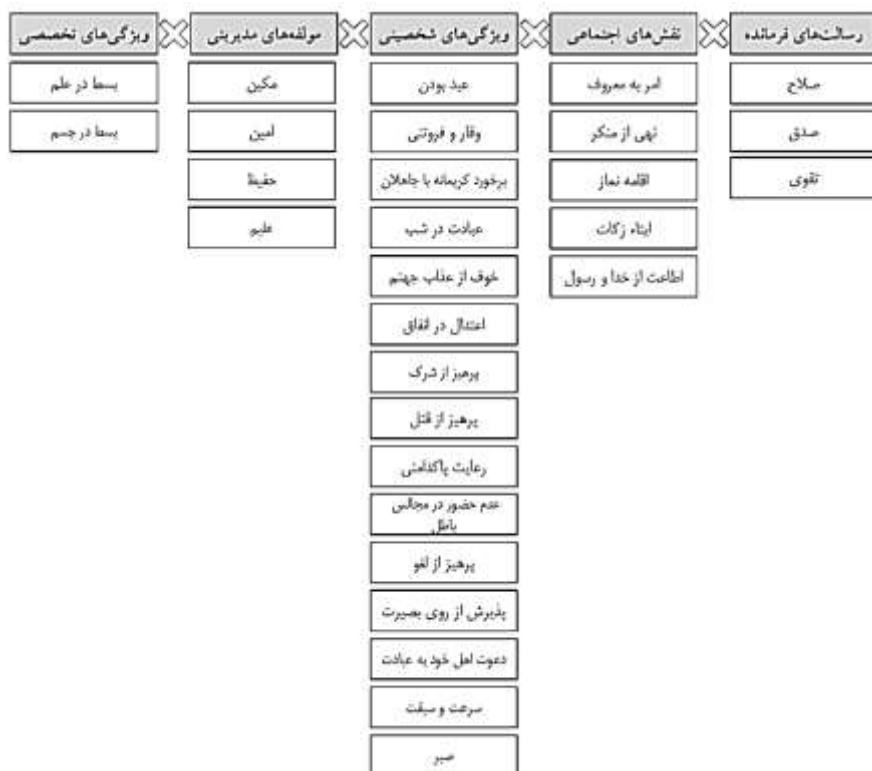 رسالت‌های فرمانده
صلاح
صدق
تقوی
نقش‌های اجتماعی
امر به معروف
نهی از منکر
اقامه نماز
ایتاء زکات
اطاعت از خدا و رسول
ویژگی‌های شخصیتی
عبد بودن
وقار و فروتنی
برخورد کریمانه با جاهلان
عبادت در شب
خوف از عذاب جهنم
اعتدال در انفاق
پرهیز از شرک
پرهیز از قتل
رعایت پاکدامنی
عدم حضور در مجالس
باطل
پرهیز از لغو
پذیرش از روی بصیرت
دعوت اهل خود به عبادت
سرعت و سبقت
صبر
مولفه‌های مدیریتی
مکین
امین
حفیظ
علیم
ویژگی‌های تخصصی
بسط در علم
بسط در جسم